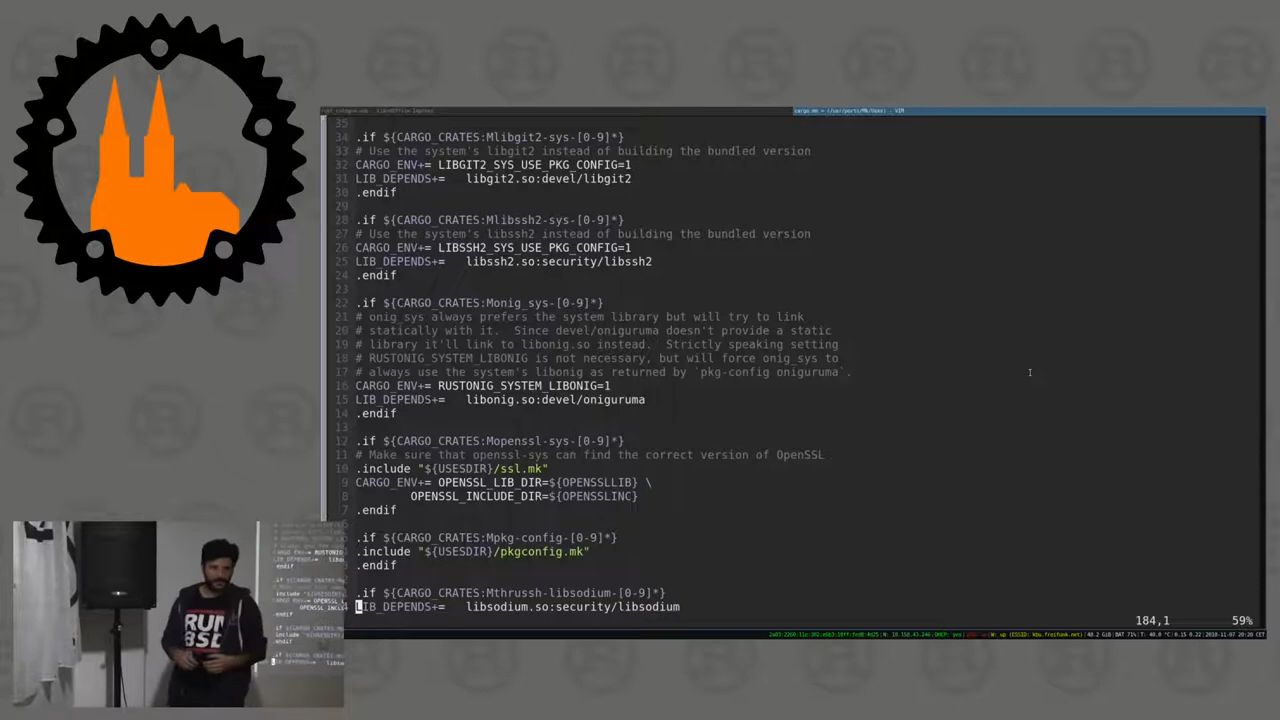 cargo.mk = (/usr/ports/Mk/Uses) - VIM
35
34 .if ${CARGO_CRATES:Mlibgit2-sys-[0-9]*}
33 # Use the system's libgit2 instead of building the bundled version
32 CARGO_ENV+= LIBGIT2_SYS_USE_PKG_CONFIG=1
31 LIB_DEPENDS+=   libgit2.so:devel/libgit2
30 .endif
29
28 .if ${CARGO_CRATES:Mlibssh2-sys-[0-9]*}
27 # Use the system's libssh2 instead of building the bundled version
26 CARGO_ENV+= LIBSSH2_SYS_USE_PKG_CONFIG=1
25 LIB_DEPENDS+=   libssh2.so:security/libssh2
24 .endif
23
22 .if ${CARGO_CRATES:Monig_sys-[0-9]*}
21 # onig_sys always prefers the system library but will try to link
20 # statically with it.  Since devel/oniguruma doesn't provide a static
19 # library it'll link to libonig.so instead.  Strictly speaking setting
18 # RUSTONIG_SYSTEM_LIBONIG is not necessary, but will force onig_sys to
17 # always use the system's libonig as returned by `pkg-config oniguruma`.
16 CARGO_ENV+= RUSTONIG_SYSTEM_LIBONIG=1
15 LIB_DEPENDS+=   libonig.so:devel/oniguruma
14 .endif
13
12 .if ${CARGO_CRATES:Mopenssl-sys-[0-9]*}
11 # Make sure that openssl-sys can find the correct version of OpenSSL
10 .include "${USESDIR}/ssl.mk"
9 CARGO_ENV+= OPENSSL_LIB_DIR=${OPENSSLLIB} \
8         OPENSSL_INCLUDE_DIR=${OPENSSLINC}
7 .endif
.if ${CARGO_CRATES:Mpkg-config-[0-9]*}
.include "${USESDIR}/pkgconfig.mk"
.endif
.if ${CARGO_CRATES:Mthrussh-libsodium-[0-9]*}
LIB_DEPENDS+=   libsodium.so:security/libsodium
184,1 59%
RUN
BSD